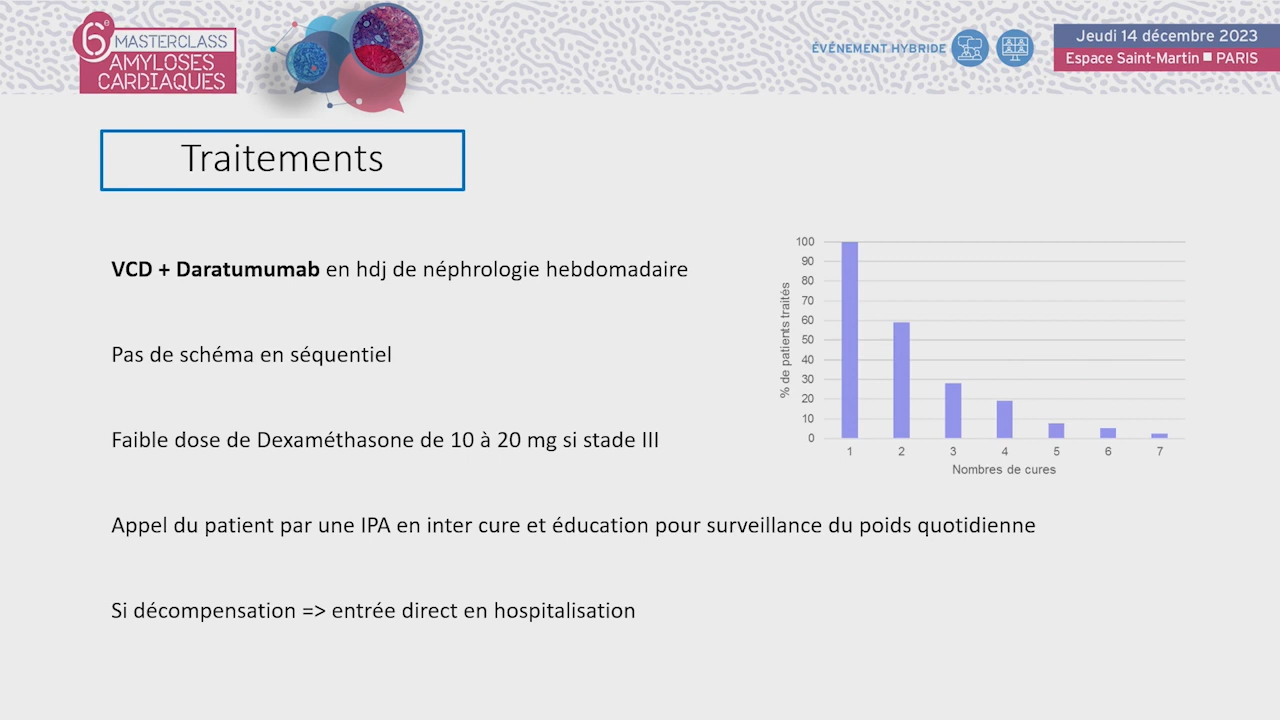 6e MASTERCLASS
AMYLOSES
CARDIAQUES
ÉVÉNEMENT HYBRIDE
Jeudi 14 décembre 2023
Espace Saint-Martin ■ PARIS
Traitements
VCD + Daratumumab en hdj de néphrologie hebdomadaire
Pas de schéma en séquentiel
Faible dose de Dexaméthasone de 10 à 20 mg si stade III
Appel du patient par une IPA en inter cure et éducation pour surveillance du poids quotidienne
Si décompensation => entrée direct en hospitalisation
% de patients traités
100
90
80
70
60
50
40
30
20
10
0
1 2 3 4 5 6 7
Nombres de cures